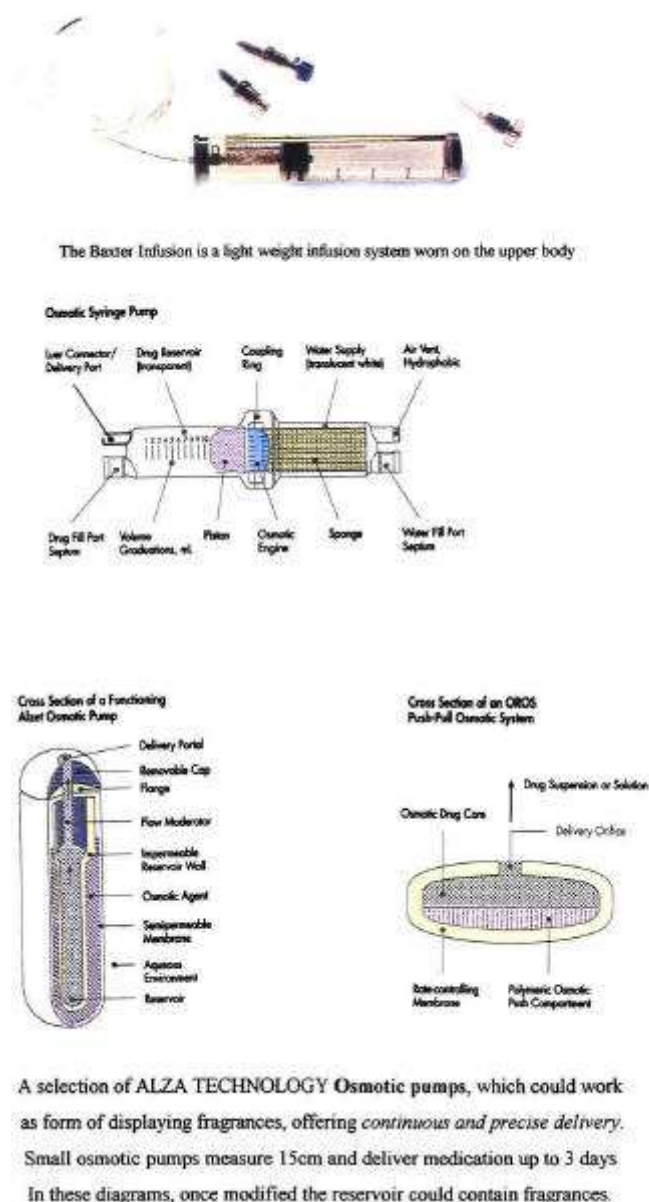 The Baxter Infusion is a light weight infusion system worn on the upper body
Osmotic Syringe Pump
Luer Connector/
Delivery Port
Drug Reservoir
(transparent)
Coupling
Ring
Water Supply
(translucent white)
Air Vent,
Hydrophobic
Drug Fill Port
Septum
Volume
Graduations, ml.
Piston
Osmotic
Engine
Sponge
Water Fill Port
Septum
Cross Section of a Functioning
Alzet Osmotic Pump
Delivery Portal
Removable Cap
Flange
Flow Moderator
Impermeable
Reservoir Wall
Osmotic Agent
Semipermeable
Membrane
Aqueous
Environment
Reservoir
Cross Section of an OROS
Push-Pull Osmotic System
Drug Suspension or Solution
Osmotic Drug Core
Delivery Orifice
Rate-controlling
Membrane
Polymeric Osmotic
Push Compartment
A selection of ALZA TECHNOLOGY Osmotic pumps, which could work
as form of displaying fragrances, offering continuous and precise delivery.
Small osmotic pumps measure 15cm and deliver medication up to 3 days
In these diagrams, once modified the reservoir could contain fragrances.